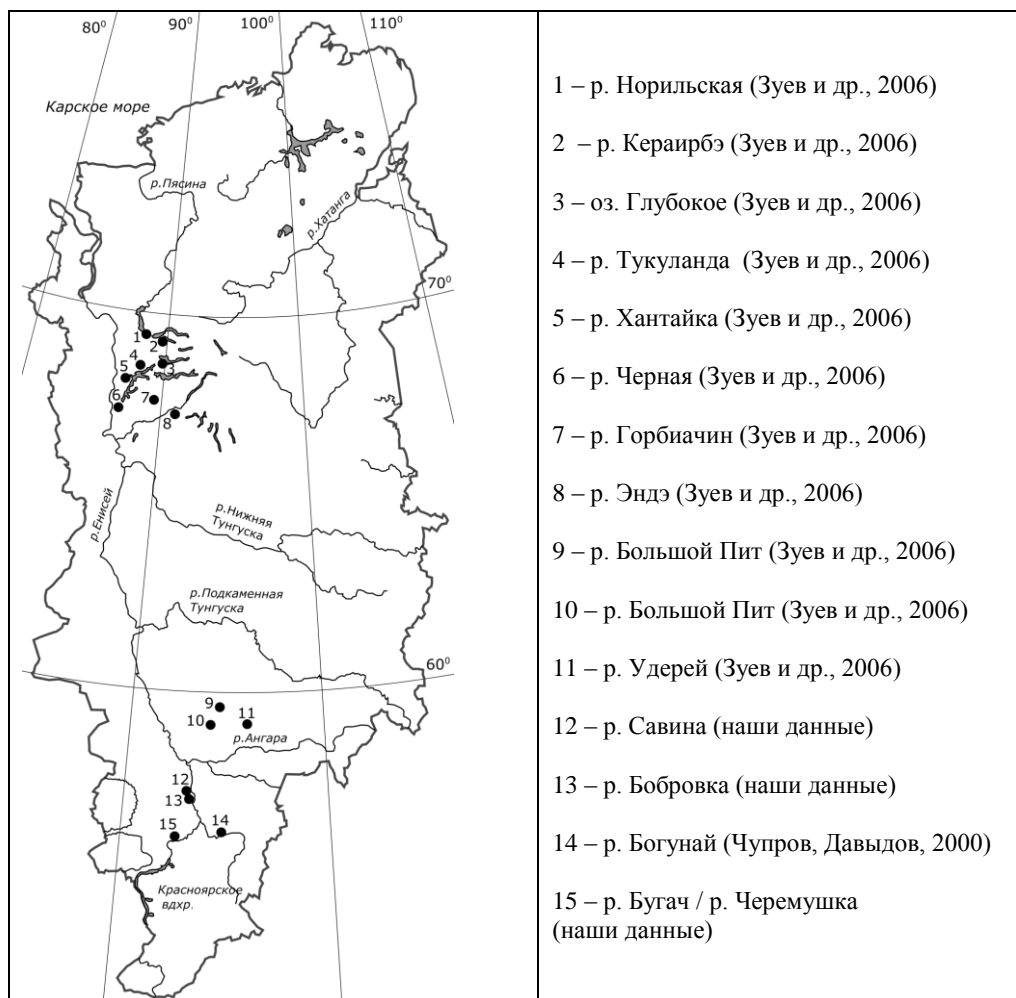 80⁰
90⁰
100⁰
110⁰
Карское море
р.Пясина
р.Хатанга
70⁰
1
2
4
3
5
6
7
8
р.Енисей
р.Нижняя
Тунгуска
р.Подкаменная
Тунгуска
60⁰
9
10
11
р.Ангара
12
13
14
15
Красноярское
вдхр.
1 – р. Норильская (Зуев и др., 2006)
2 – р. Кераирбэ (Зуев и др., 2006)
3 – оз. Глубокое (Зуев и др., 2006)
4 – р. Тукуланда (Зуев и др., 2006)
5 – р. Хантайка (Зуев и др., 2006)
6 – р. Черная (Зуев и др., 2006)
7 – р. Горбиачин (Зуев и др., 2006)
8 – р. Эндэ (Зуев и др., 2006)
9 – р. Большой Пит (Зуев и др., 2006)
10 – р. Большой Пит (Зуев и др., 2006)
11 – р. Удерей (Зуев и др., 2006)
12 – р. Савина (наши данные)
13 – р. Бобровка (наши данные)
14 – р. Богунай (Чупров, Давыдов, 2000)
15 – р. Бугач / р. Черемушка
(наши данные)